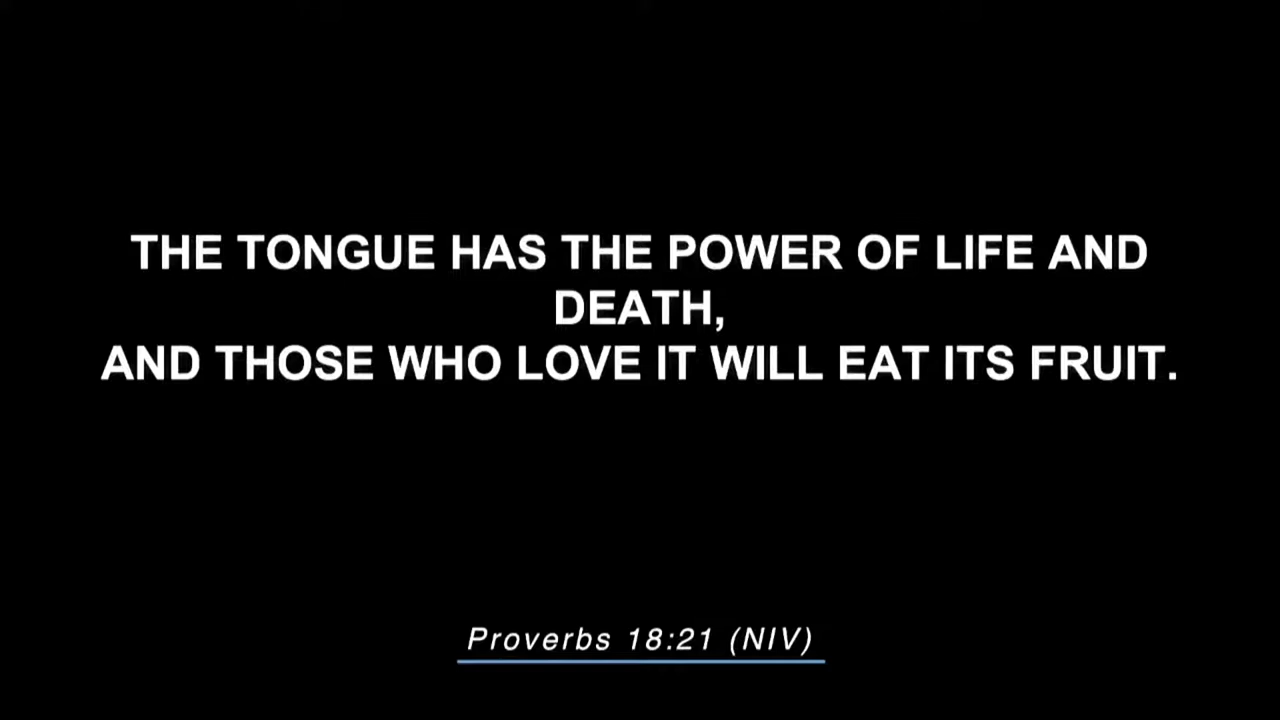 THE TONGUE HAS THE POWER OF LIFE AND
DEATH,
AND THOSE WHO LOVE IT WILL EAT ITS FRUIT.
Proverbs 18:21 (NIV)